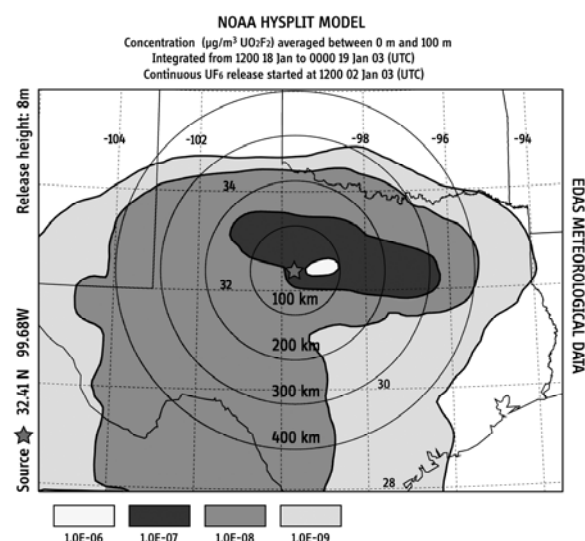 NOAA HYSPLIT MODEL
Concentration (µg/m³ UO₂F₂) averaged between 0 m and 100 m
Integrated from 1200 18 Jan to 0000 19 Jan 03 (UTC)
Continuous UF₆ release started at 1200 02 Jan 03 (UTC)
Release height: 8m
Source ★ 32.41 N 99.68W
EDAS METEOROLOGICAL DATA
-104
-102
-98
-96
-94
34
32
100 km
200 km
30
300 km
400 km
28
1.0E-06
1.0E-07
1.0E-08
1.0E-09